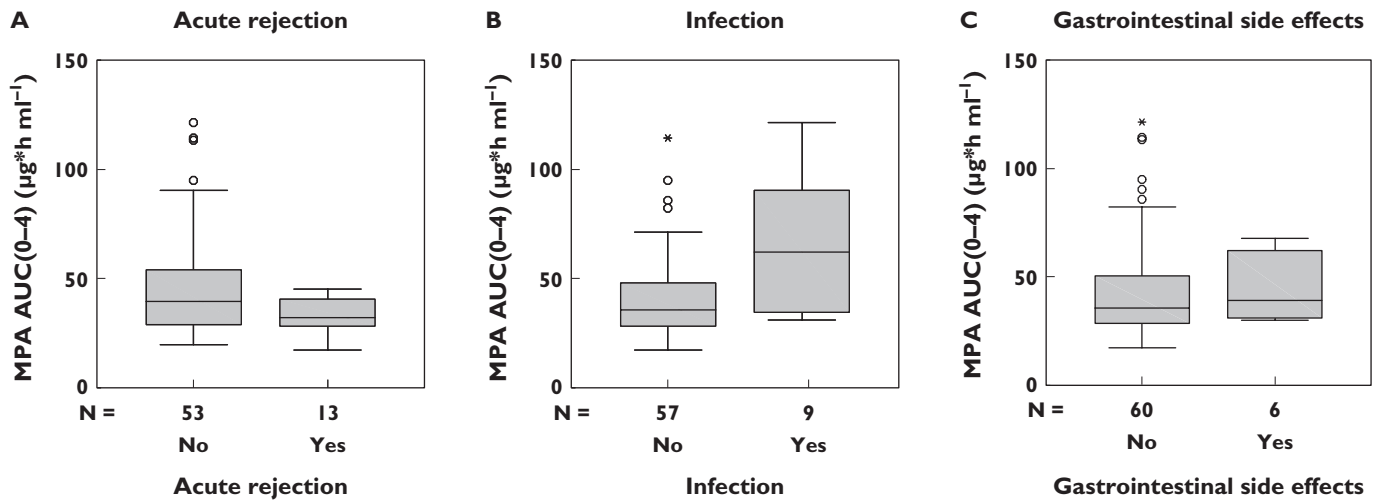 A Acute rejection
MPA AUC(0–4) (µg*h ml⁻¹)
150
100
50
0
N = 53 13
No Yes
Acute rejection
B Infection
MPA AUC(0–4) (µg*h ml⁻¹)
150
100
50
0
N = 57 9
No Yes
Infection
C Gastrointestinal side effects
MPA AUC(0–4) (µg*h ml⁻¹)
150
100
50
0
N = 60 6
No Yes
Gastrointestinal side effects